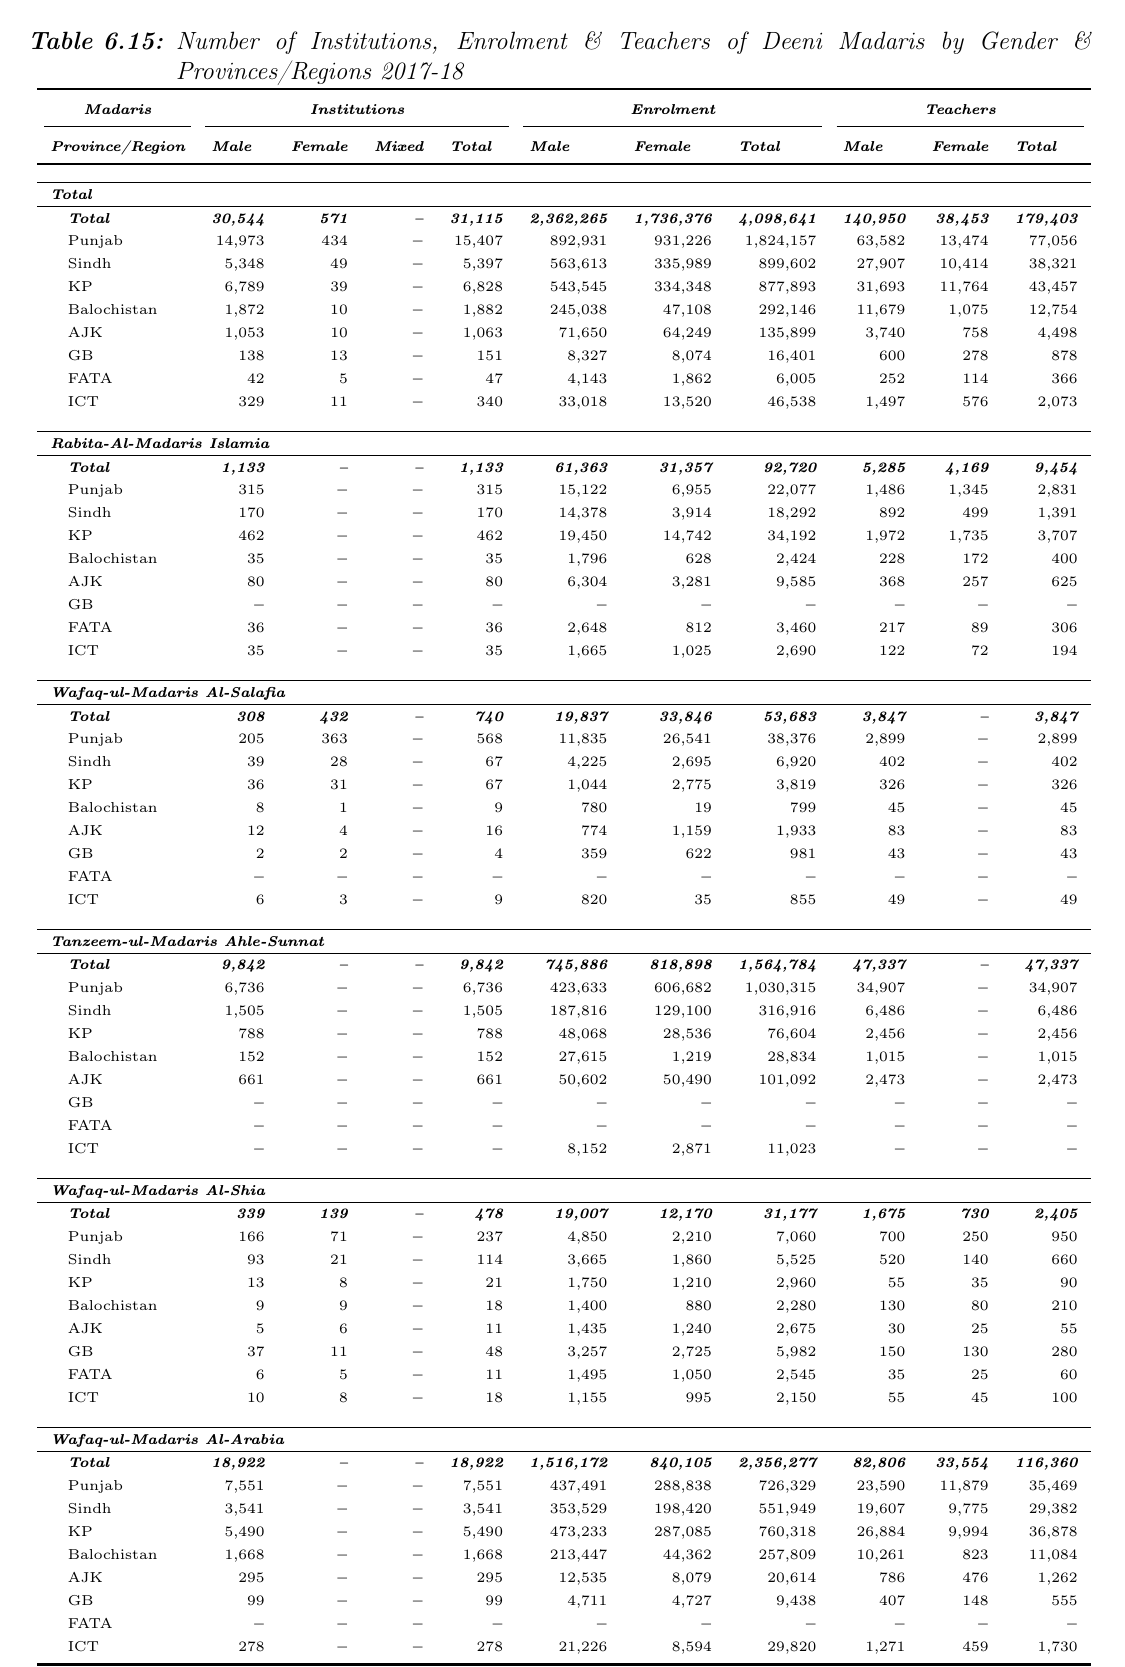 Table 6.15: Number of Institutions, Enrolment & Teachers of Deeni Madaris by Gender &
Provinces/Regions 2017-18
Madaris Institutions Enrolment Teachers
Province/Region Male Female Mixed Total Male Female Total Male Female Total
Total
Total 30,544 571 – 31,115 2,362,265 1,736,376 4,098,641 140,950 38,453 179,403
Punjab 14,973 434 – 15,407 892,931 931,226 1,824,157 63,582 13,474 77,056
Sindh 5,348 49 – 5,397 563,613 335,989 899,602 27,907 10,414 38,321
KP 6,789 39 – 6,828 543,545 334,348 877,893 31,693 11,764 43,457
Balochistan 1,872 10 – 1,882 245,038 47,108 292,146 11,679 1,075 12,754
AJK 1,053 10 – 1,063 71,650 64,249 135,899 3,740 758 4,498
GB 138 13 – 151 8,327 8,074 16,401 600 278 878
FATA 42 5 – 47 4,143 1,862 6,005 252 114 366
ICT 329 11 – 340 33,018 13,520 46,538 1,497 576 2,073
Rabita-Al-Madaris Islamia
Total 1,133 – – 1,133 61,363 31,357 92,720 5,285 4,169 9,454
Punjab 315 – – 315 15,122 6,955 22,077 1,486 1,345 2,831
Sindh 170 – – 170 14,378 3,914 18,292 892 499 1,391
KP 462 – – 462 19,450 14,742 34,192 1,972 1,735 3,707
Balochistan 35 – – 35 1,796 628 2,424 228 172 400
AJK 80 – – 80 6,304 3,281 9,585 368 257 625
GB – – – – – – – – – –
FATA 36 – – 36 2,648 812 3,460 217 89 306
ICT 35 – – 35 1,665 1,025 2,690 122 72 194
Wafaq-ul-Madaris Al-Salafia
Total 308 432 – 740 19,837 33,846 53,683 3,847 – 3,847
Punjab 205 363 – 568 11,835 26,541 38,376 2,899 – 2,899
Sindh 39 28 – 67 4,225 2,695 6,920 402 – 402
KP 36 31 – 67 1,044 2,775 3,819 326 – 326
Balochistan 8 1 – 9 780 19 799 45 – 45
AJK 12 4 – 16 774 1,159 1,933 83 – 83
GB 2 2 – 4 359 622 981 43 – 43
FATA – – – – – – – – – –
ICT 6 3 – 9 820 35 855 49 – 49
Tanzeem-ul-Madaris Ahle-Sunnat
Total 9,842 – – 9,842 745,886 818,898 1,564,784 47,337 – 47,337
Punjab 6,736 – – 6,736 423,633 606,682 1,030,315 34,907 – 34,907
Sindh 1,505 – – 1,505 187,816 129,100 316,916 6,486 – 6,486
KP 788 – – 788 48,068 28,536 76,604 2,456 – 2,456
Balochistan 152 – – 152 27,615 1,219 28,834 1,015 – 1,015
AJK 661 – – 661 50,602 50,490 101,092 2,473 – 2,473
GB – – – – – – – – – –
FATA – – – – – – – – – –
ICT – – – – 8,152 2,871 11,023 – – –
Wafaq-ul-Madaris Al-Shia
Total 339 139 – 478 19,007 12,170 31,177 1,675 730 2,405
Punjab 166 71 – 237 4,850 2,210 7,060 700 250 950
Sindh 93 21 – 114 3,665 1,860 5,525 520 140 660
KP 13 8 – 21 1,750 1,210 2,960 55 35 90
Balochistan 9 9 – 18 1,400 880 2,280 130 80 210
AJK 5 6 – 11 1,435 1,240 2,675 30 25 55
GB 37 11 – 48 3,257 2,725 5,982 150 130 280
FATA 6 5 – 11 1,495 1,050 2,545 35 25 60
ICT 10 8 – 18 1,155 995 2,150 55 45 100
Wafaq-ul-Madaris Al-Arabia
Total 18,922 – – 18,922 1,516,172 840,105 2,356,277 82,806 33,554 116,360
Punjab 7,551 – – 7,551 437,491 288,838 726,329 23,590 11,879 35,469
Sindh 3,541 – – 3,541 353,529 198,420 551,949 19,607 9,775 29,382
KP 5,490 – – 5,490 473,233 287,085 760,318 26,884 9,994 36,878
Balochistan 1,668 – – 1,668 213,447 44,362 257,809 10,261 823 11,084
AJK 295 – – 295 12,535 8,079 20,614 786 476 1,262
GB 99 – – 99 4,711 4,727 9,438 407 148 555
FATA – – – – – – – – – –
ICT 278 – – 278 21,226 8,594 29,820 1,271 459 1,730